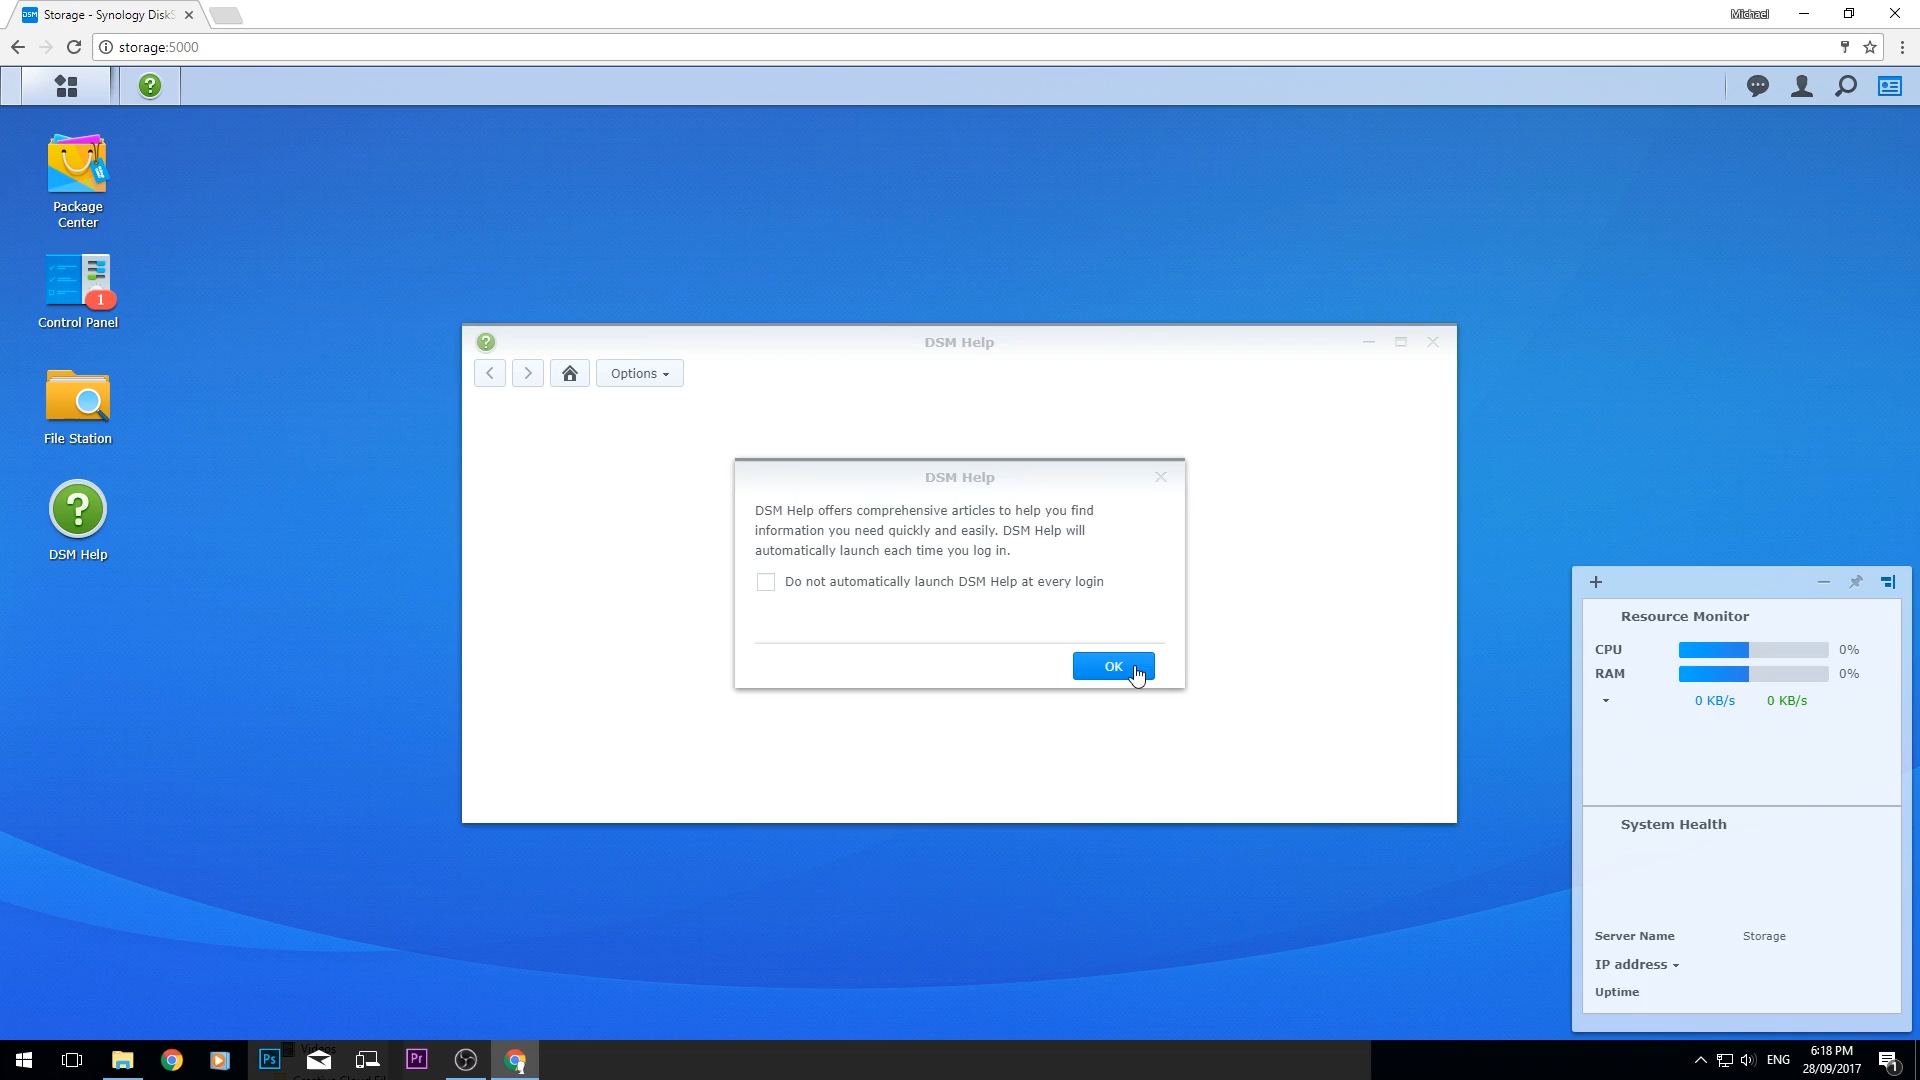 Storage - Synology DiskS
Michael
storage:5000
Package
Center
1
Control Panel
File Station
DSM Help
DSM Help
Options
DSM Help
DSM Help offers comprehensive articles to help you find
information you need quickly and easily. DSM Help will
automatically launch each time you log in.
Do not automatically launch DSM Help at every login
OK
Resource Monitor
CPU 0%
RAM 0%
0 KB/s 0 KB/s
System Health
Server Name Storage
IP address
Uptime
Videos
Ps
Pr
ENG
6:18 PM
28/09/2017
1